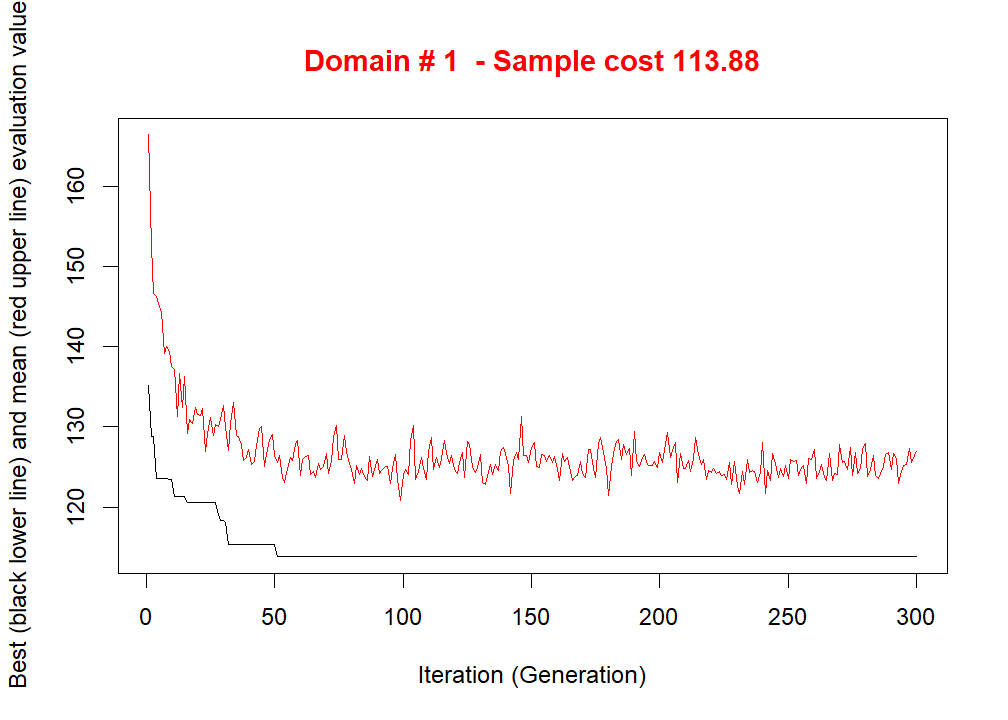 Domain # 1  - Sample cost 113.88
Best (black lower line) and mean (red upper line) evaluation value
160
150
140
130
120
0 50 100 150 200 250 300
Iteration (Generation)